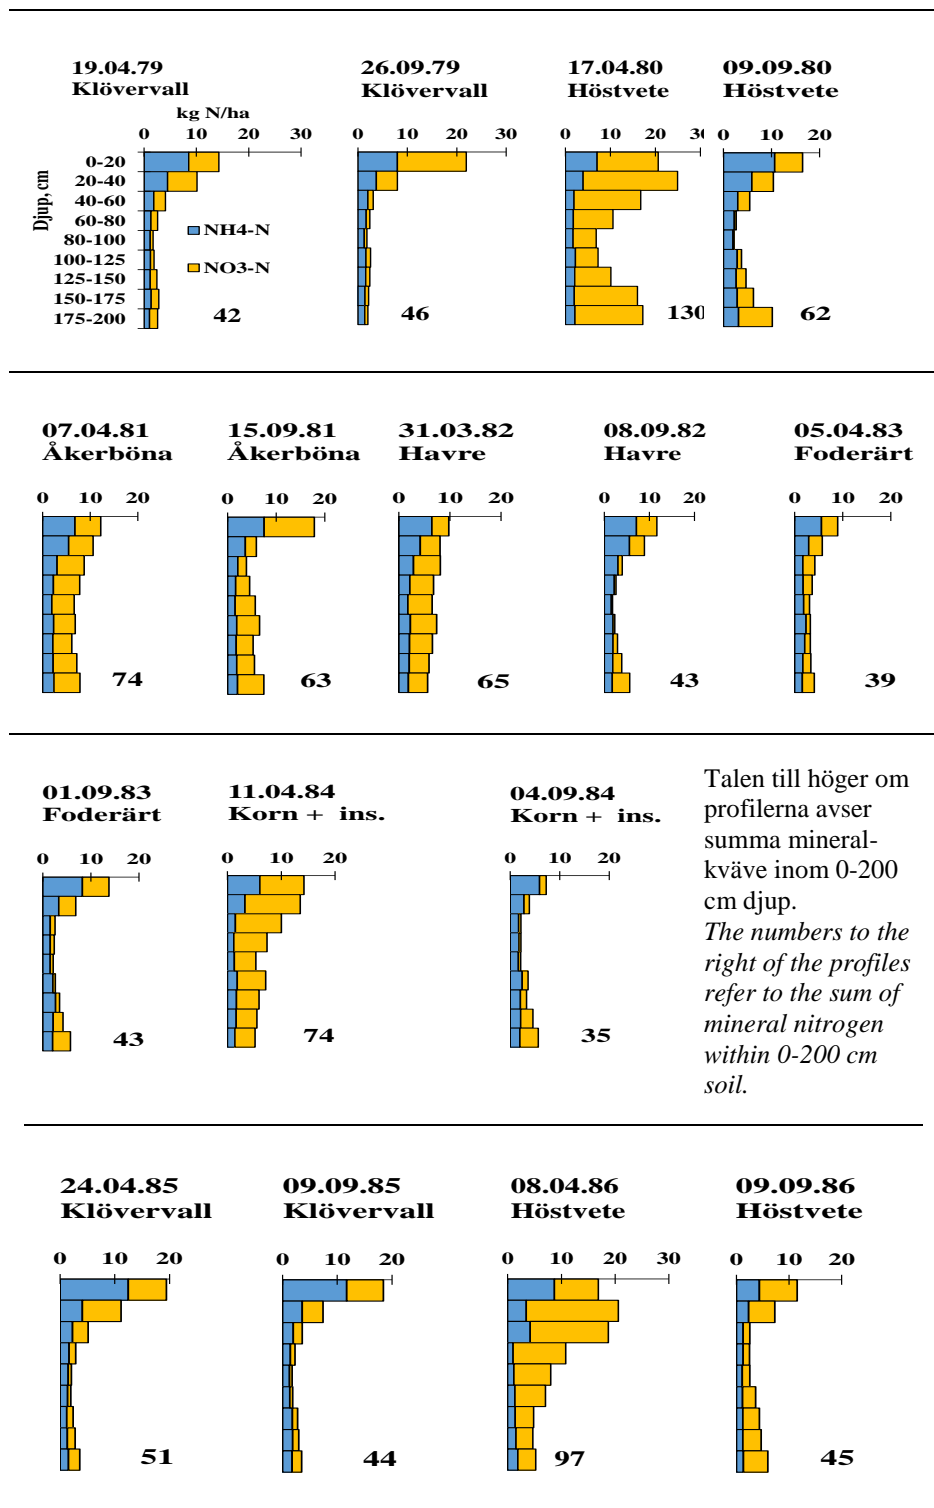 19.04.79
Klövervall
26.09.79
Klövervall
17.04.80
Höstvete
09.09.80
Höstvete
kg N/ha
0 10 20 30
0 10 20 30
0 10 20 30
0 10 20
Djup, cm
0-20
20-40
40-60
60-80
80-100
100-125
125-150
150-175
175-200
NH4-N
NO3-N
42
46
130
62
07.04.81
Åkerböna
15.09.81
Åkerböna
31.03.82
Havre
08.09.82
Havre
05.04.83
Foderärt
0 10 20
0 10 20
0 10 20
0 10 20
0 10 20
74
63
65
43
39
01.09.83
Foderärt
11.04.84
Korn + ins.
04.09.84
Korn + ins.
0 10 20
0 10 20
0 10 20
43
74
35
Talen till höger om
profilerna avser
summa mineral-
kväve inom 0-200
cm djup.
The numbers to the
right of the profiles
refer to the sum of
mineral nitrogen
within 0-200 cm
soil.
24.04.85
Klövervall
09.09.85
Klövervall
08.04.86
Höstvete
09.09.86
Höstvete
0 10 20
0 10 20
0 10 20 30
0 10 20
51
44
97
45